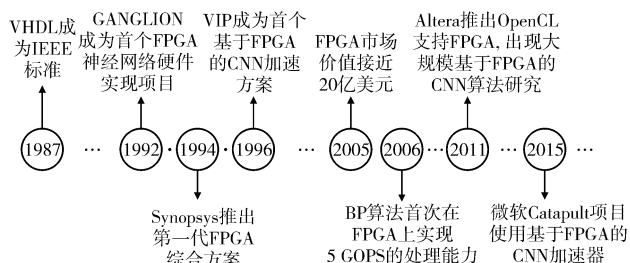 VHDL成
为IEEE
标准
GANGLION
成为首个FPGA
神经网络硬件
实现项目
VIP成为首个
基于FPGA
的CNN加速
方案
FPGA市场
价值接近
20亿美元
Altera推出OpenCL
支持FPGA, 出现大
规模基于FPGA的
CNN算法研究
1987 … 1992 · 1994 · 1996 … 2005 2006 … 2011 … 2015 …
Synopsys推出
第一代FPGA
综合方案
BP算法首次在
FPGA上实现
5 GOPS的处理能力
微软Catapult项目
使用基于FPGA的
CNN加速器